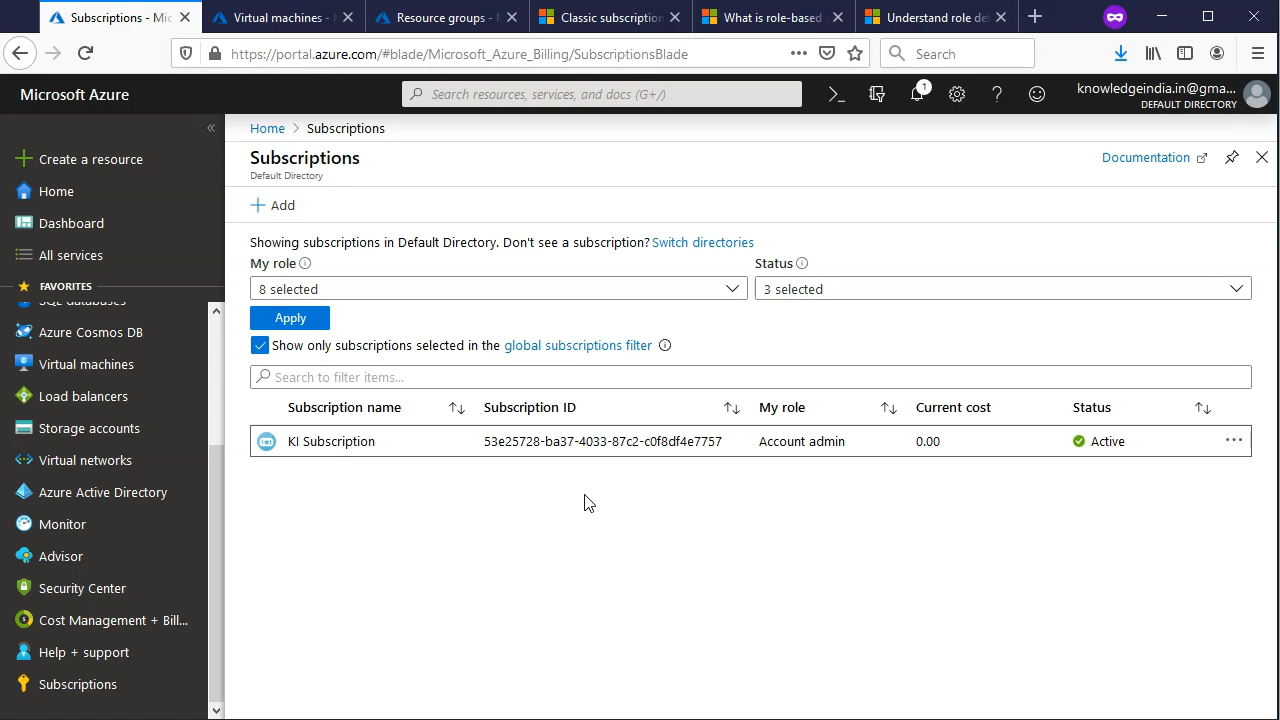 Subscriptions - Mic
Virtual machines - M
Resource groups - M
Classic subscription
What is role-based
Understand role def
https://portal.azure.com/#blade/Microsoft_Azure_Billing/SubscriptionsBlade
Search
Microsoft Azure
Search resources, services, and docs (G+/)
1
knowledgeindia.in@gma...
DEFAULT DIRECTORY
Create a resource
Home
Dashboard
All services
FAVORITES
SQL databases
Azure Cosmos DB
Virtual machines
Load balancers
Storage accounts
Virtual networks
Azure Active Directory
Monitor
Advisor
Security Center
Cost Management + Bill...
Help + support
Subscriptions
Home > Subscriptions
Subscriptions
Default Directory
Documentation
Add
Showing subscriptions in Default Directory. Don't see a subscription? Switch directories
My role
Status
8 selected
3 selected
Apply
Show only subscriptions selected in the global subscriptions filter
Search to filter items...
Subscription name Subscription ID My role Current cost Status
KI Subscription 53e25728-ba37-4033-87c2-c0f8df4e7757 Account admin 0.00 Active